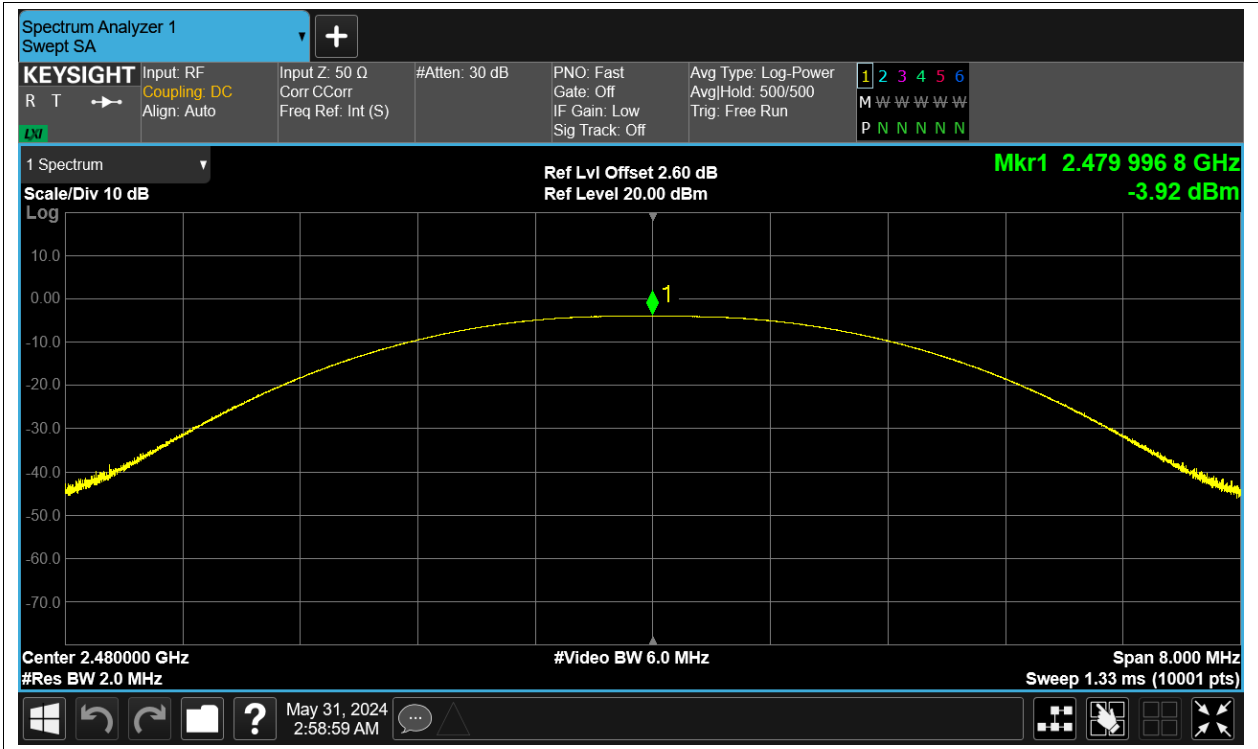 Spectrum Analyzer 1
Swept SA
▼
+
KEYSIGHT
R T
LXI
Input: RF
Coupling: DC
Align: Auto
Input Z: 50 Ω
Corr CCorr
Freq Ref: Int (S)
#Atten: 30 dB
PNO: Fast
Gate: Off
IF Gain: Low
Sig Track: Off
Avg Type: Log-Power
Avg|Hold: 500/500
Trig: Free Run
1 2 3 4 5 6
M W W W W W
P N N N N N
1 Spectrum ▼
Scale/Div 10 dB
Log
Ref Lvl Offset 2.60 dB
Ref Level 20.00 dBm
Mkr1 2.479 996 8 GHz
-3.92 dBm
10.0
0.00
1
-10.0
-20.0
-30.0
-40.0
-50.0
-60.0
-70.0
Center 2.480000 GHz
#Res BW 2.0 MHz
#Video BW 6.0 MHz
Span 8.000 MHz
Sweep 1.33 ms (10001 pts)
?
May 31, 2024
2:58:59 AM